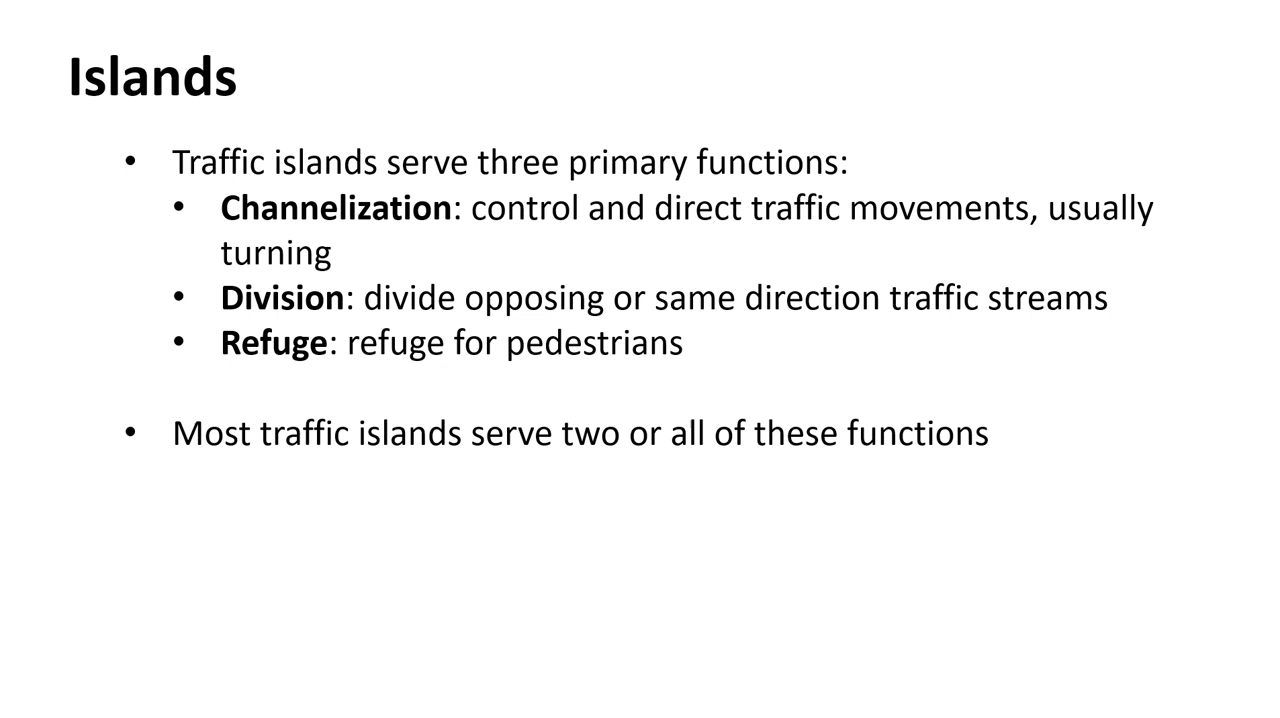 Islands
• Traffic islands serve three primary functions:
• Channelization: control and direct traffic movements, usually
turning
• Division: divide opposing or same direction traffic streams
• Refuge: refuge for pedestrians
• Most traffic islands serve two or all of these functions